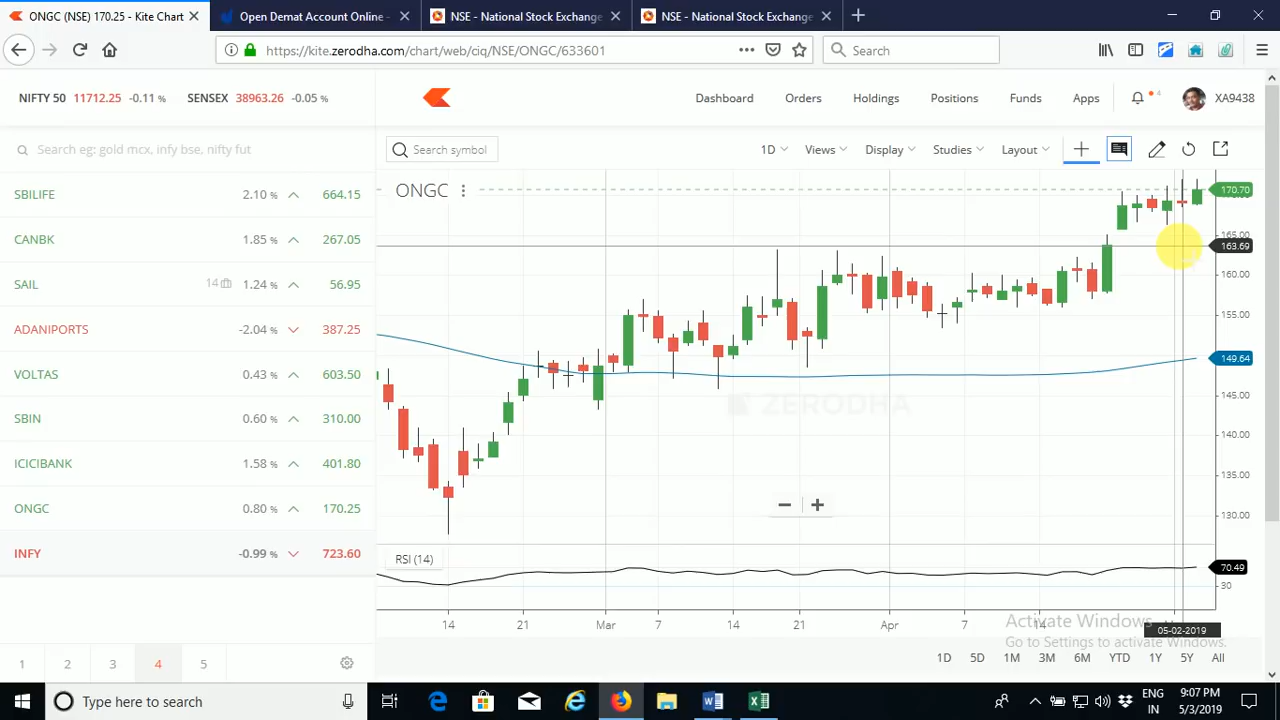 ONGC (NSE) 170.25 - Kite Chart
Open Demat Account Online -
NSE - National Stock Exchange
NSE - National Stock Exchange
https://kite.zerodha.com/chart/web/ciq/NSE/ONGC/633601
Search
NIFTY 50 11712.25 -0.11 % SENSEX 38963.26 -0.05 %
Dashboard Orders Holdings Positions Funds Apps 4 XA9438
Search eg: gold mcx, infy bse, nifty fut
Search symbol
1D Views Display Studies Layout
SBILIFE 2.10 % 664.15
CANBK 1.85 % 267.05
SAIL 14 1.24 % 56.95
ADANIPORTS -2.04 % 387.25
VOLTAS 0.43 % 603.50
SBIN 0.60 % 310.00
ICICIBANK 1.58 % 401.80
ONGC 0.80 % 170.25
INFY -0.99 % 723.60
1 2 3 4 5
ONGC
170.70
165.00
163.69
160.00
155.00
149.64
145.00
140.00
135.00
130.00
ZERODHA
RSI (14)
70.49
30
14 21 Mar 7 14 21 Apr 7 14
05-02-2019
Activate Windows
Go to Settings to activate Windows.
1D 5D 1M 3M 6M YTD 1Y 5Y All
Type here to search
ENG
IN
9:07 PM
5/3/2019